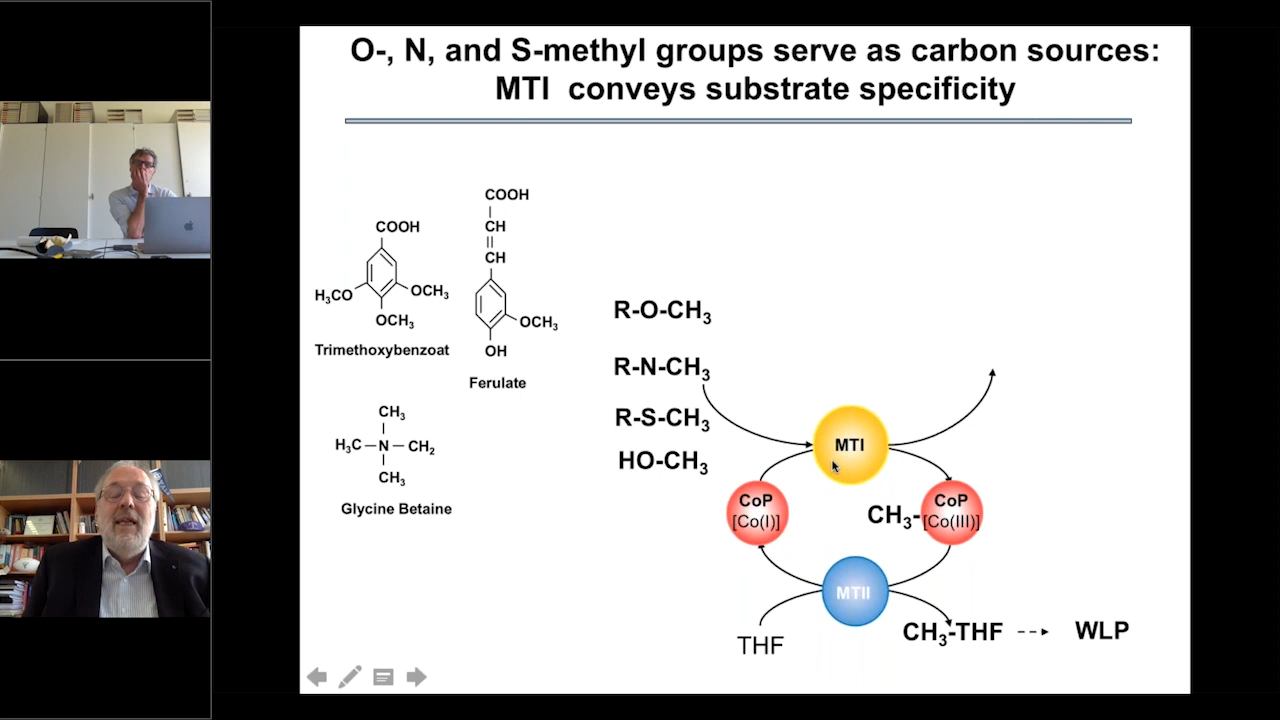 O-, N, and S-methyl groups serve as carbon sources:
MTI conveys substrate specificity
COOH
H₃CO
OCH₃
OCH₃
Trimethoxybenzoat
COOH
CH
CH
OCH₃
OH
Ferulate
CH₃
H₃C
N
CH₂
CH₃
Glycine Betaine
R-O-CH₃
R-N-CH₃
R-S-CH₃
HO-CH₃
MTI
CoP
[Co(I)]
CH₃-
CoP
[Co(III)]
MTII
THF
CH₃-THF
WLP